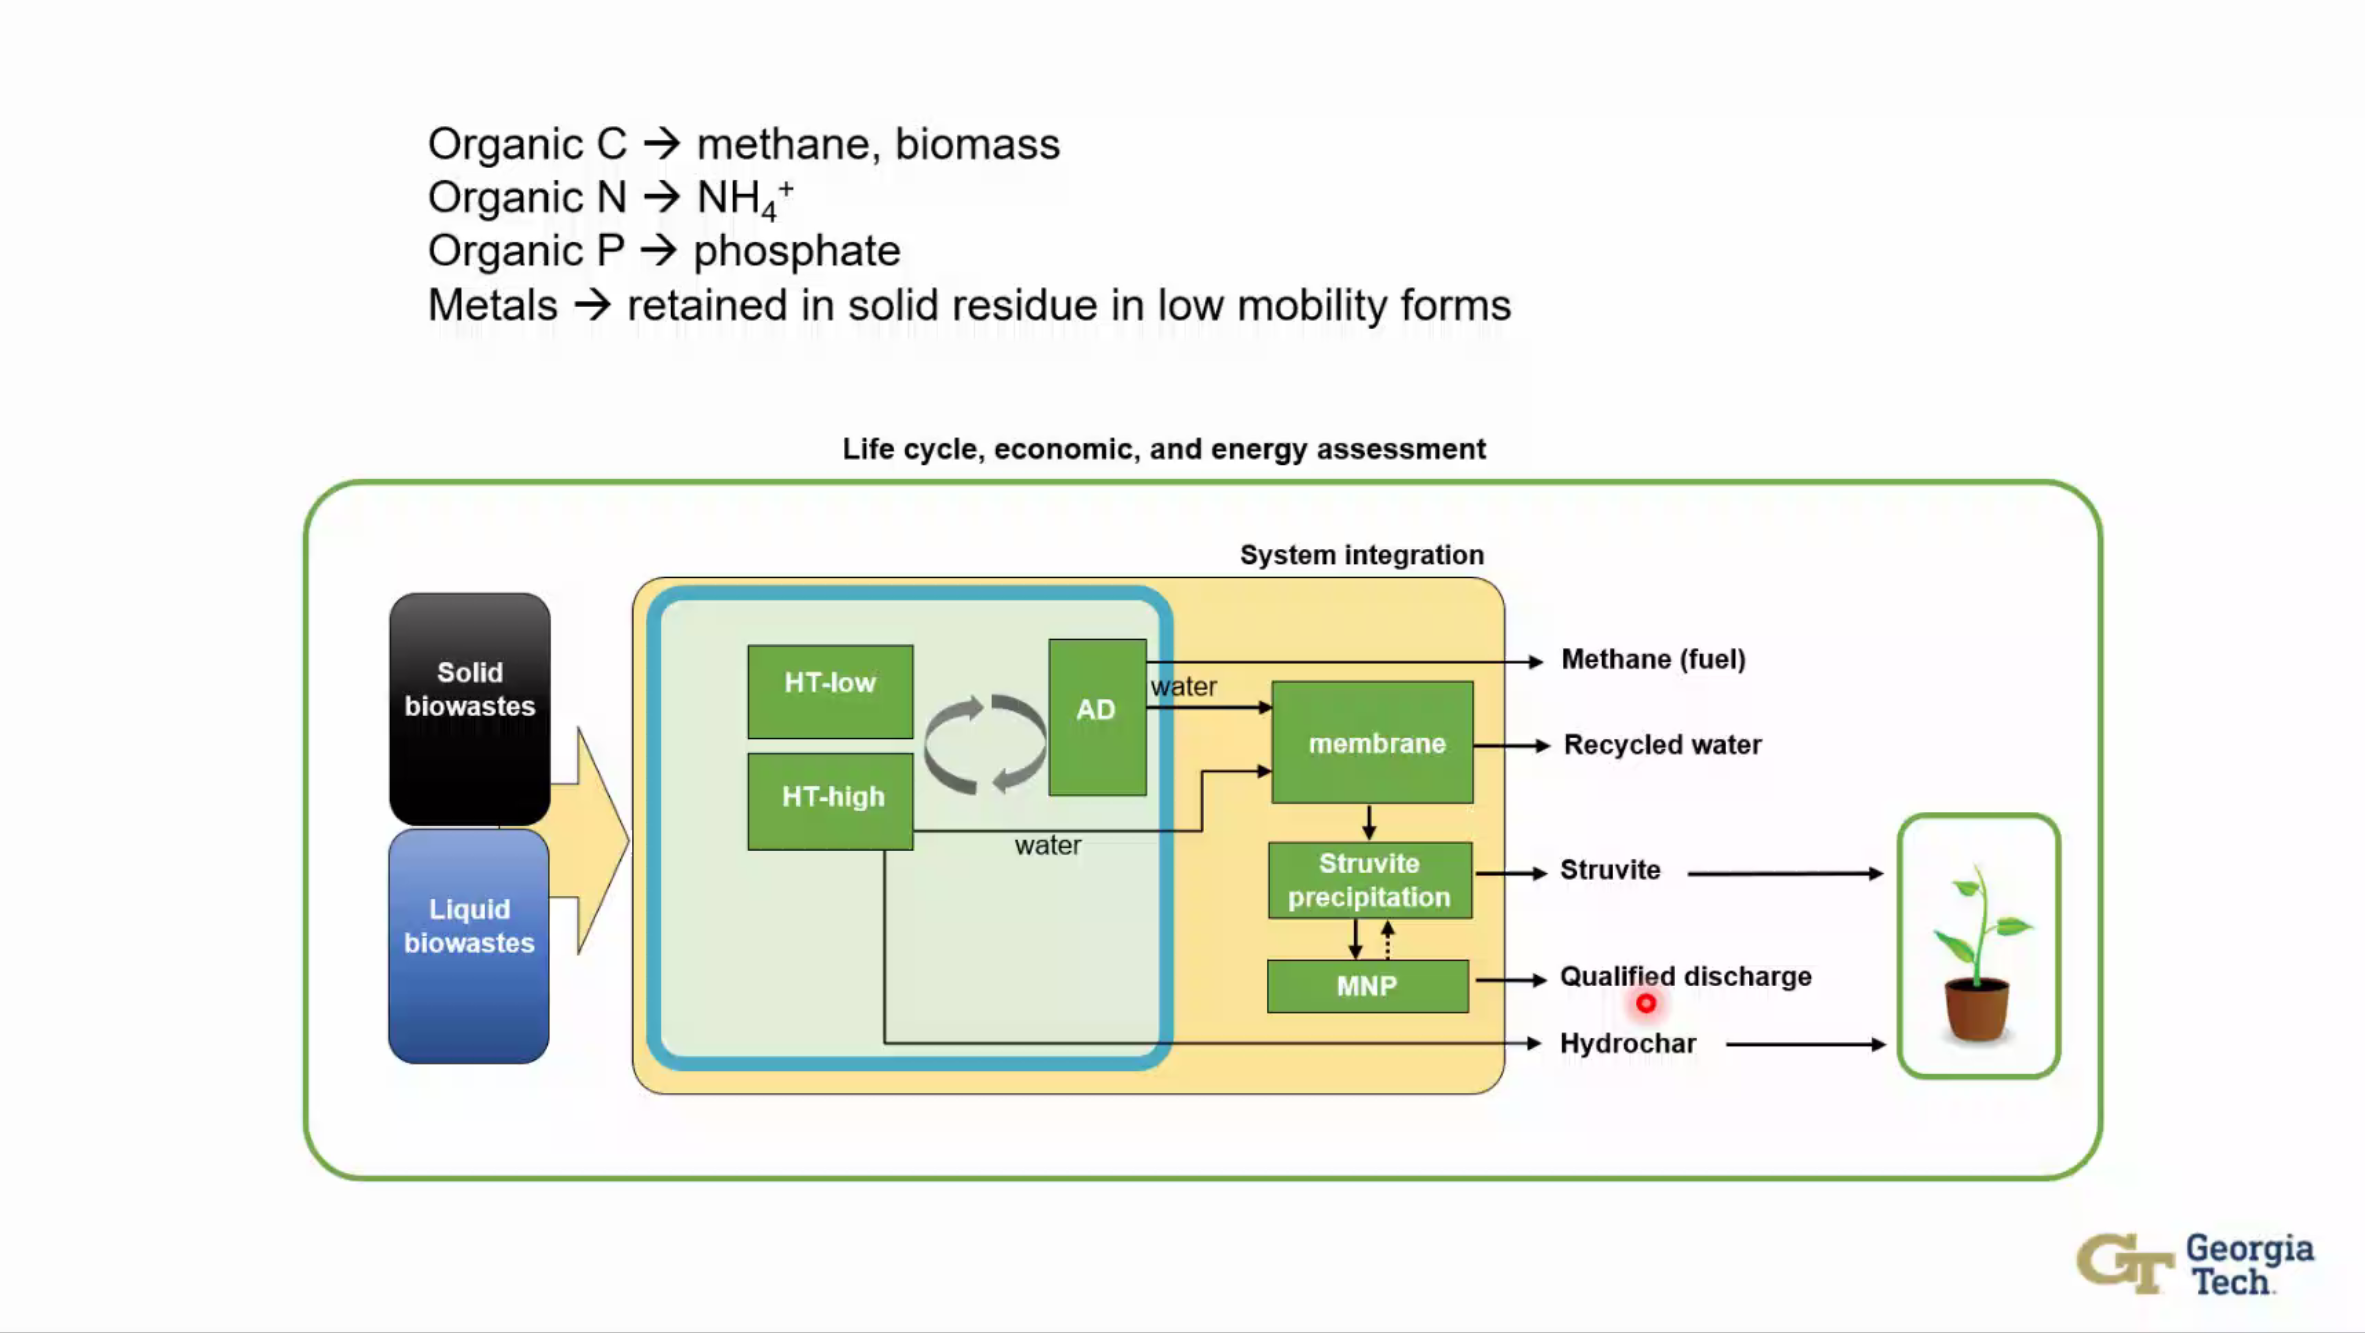 Organic C → methane, biomass
Organic N → NH₄⁺
Organic P → phosphate
Metals → retained in solid residue in low mobility forms
Life cycle, economic, and energy assessment
System integration
Solid
biowastes
Liquid
biowastes
HT-low
HT-high
AD
water
water
membrane
Struvite
precipitation
MNP
Methane (fuel)
Recycled water
Struvite
Qualified discharge
Hydrochar
GT
Georgia
Tech.